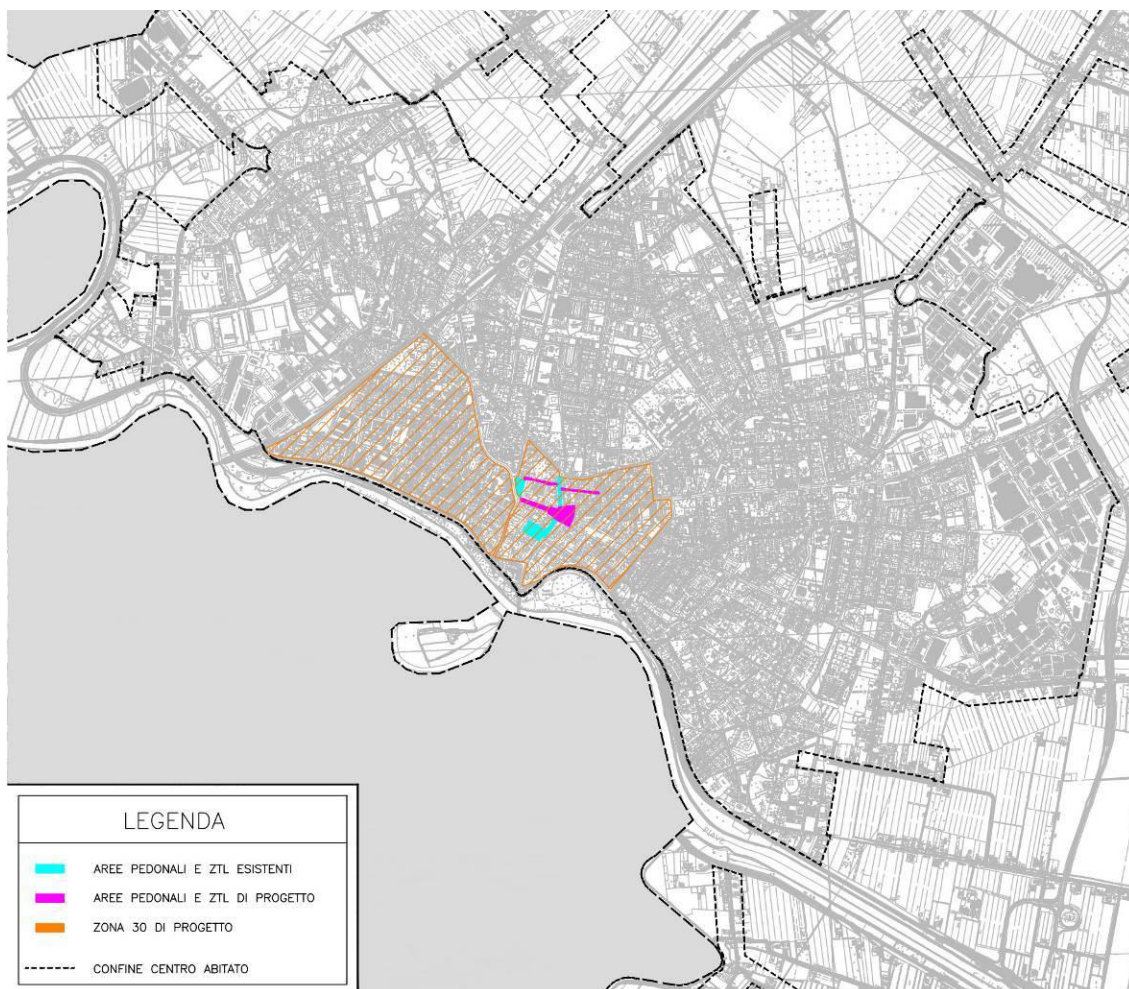 LEGENDA
AREE PEDONALI E ZTL ESISTENTI
AREE PEDONALI E ZTL DI PROGETTO
ZONA 30 DI PROGETTO
CONFINE CENTRO ABITATO